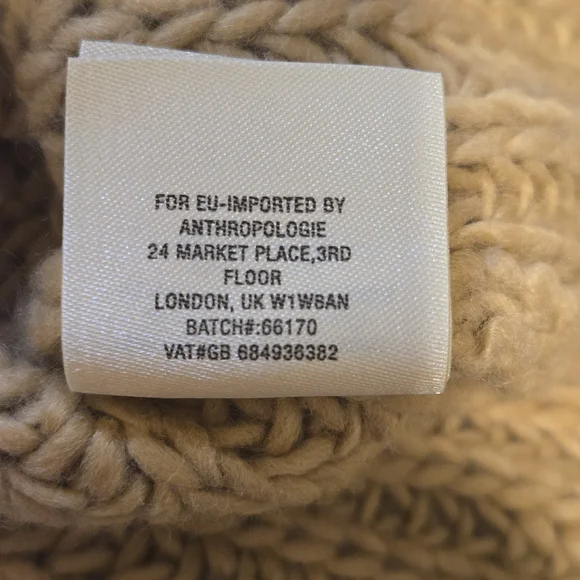 FOR EU-IMPORTED BY
ANTHROPOLOGIE
24 MARKET PLACE,3RD
FLOOR
LONDON, UK W1W8AN
BATCH#:66170
VAT#GB 684936382